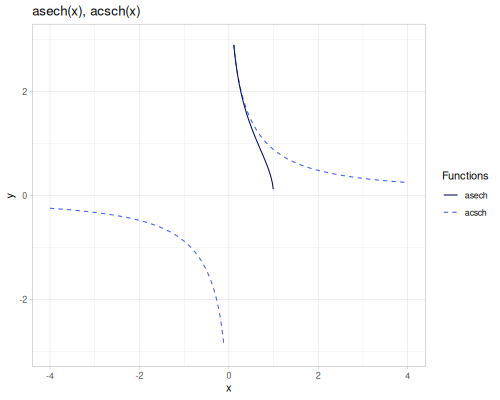 asech(x), acsch(x)
y
2
0
-2
-4
-2
0
2
4
x
Functions
asech
acsch